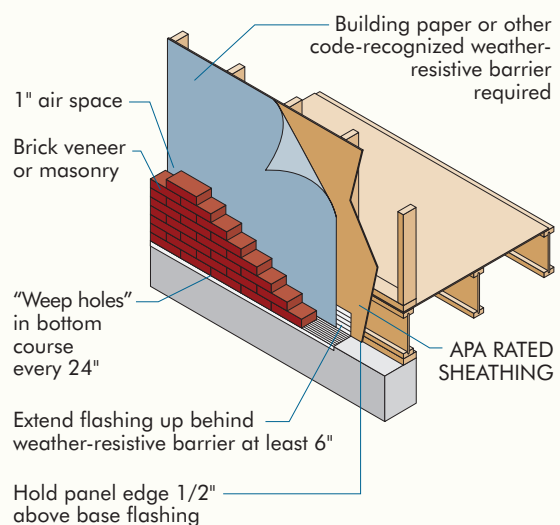 Building paper or other
code-recognized weather-
resistive barrier
required
1" air space
Brick veneer
or masonry
“Weep holes”
in bottom
course
every 24"
APA RATED
SHEATHING
Extend flashing up behind
weather-resistive barrier at least 6"
Hold panel edge 1/2"
above base flashing